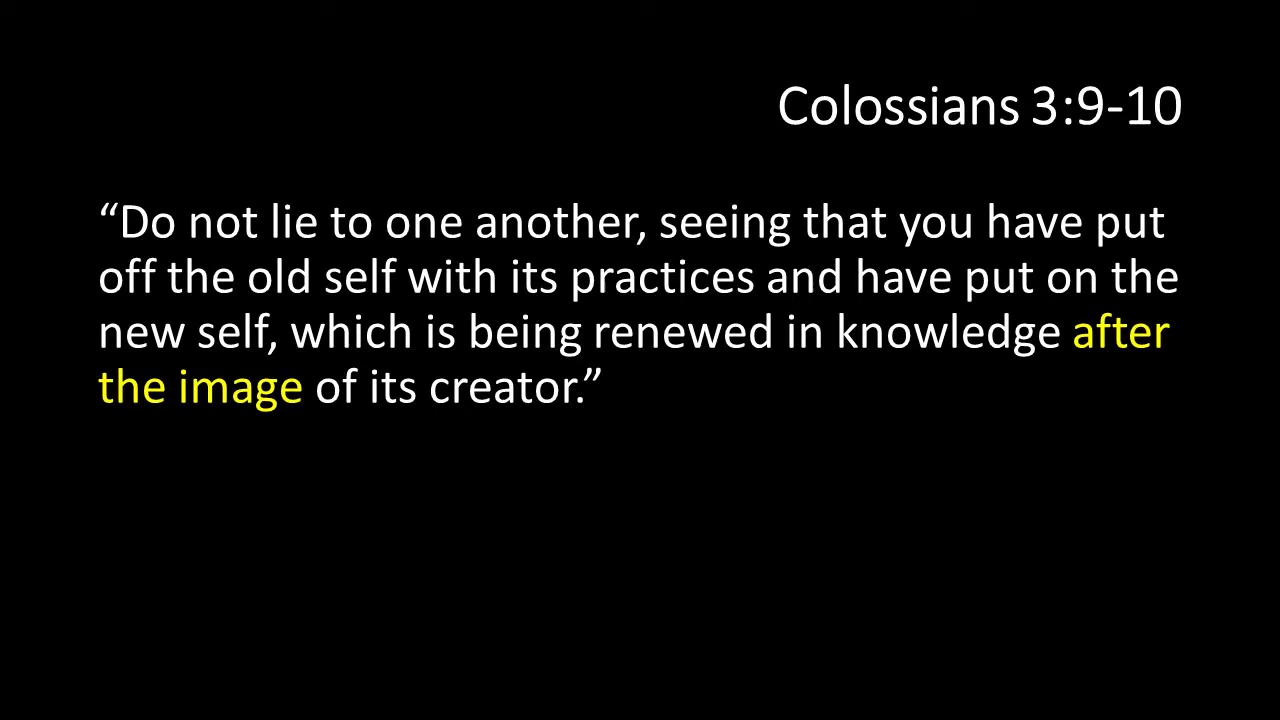 Colossians 3:9-10
“Do not lie to one another, seeing that you have put
off the old self with its practices and have put on the
new self, which is being renewed in knowledge after
the image of its creator.”